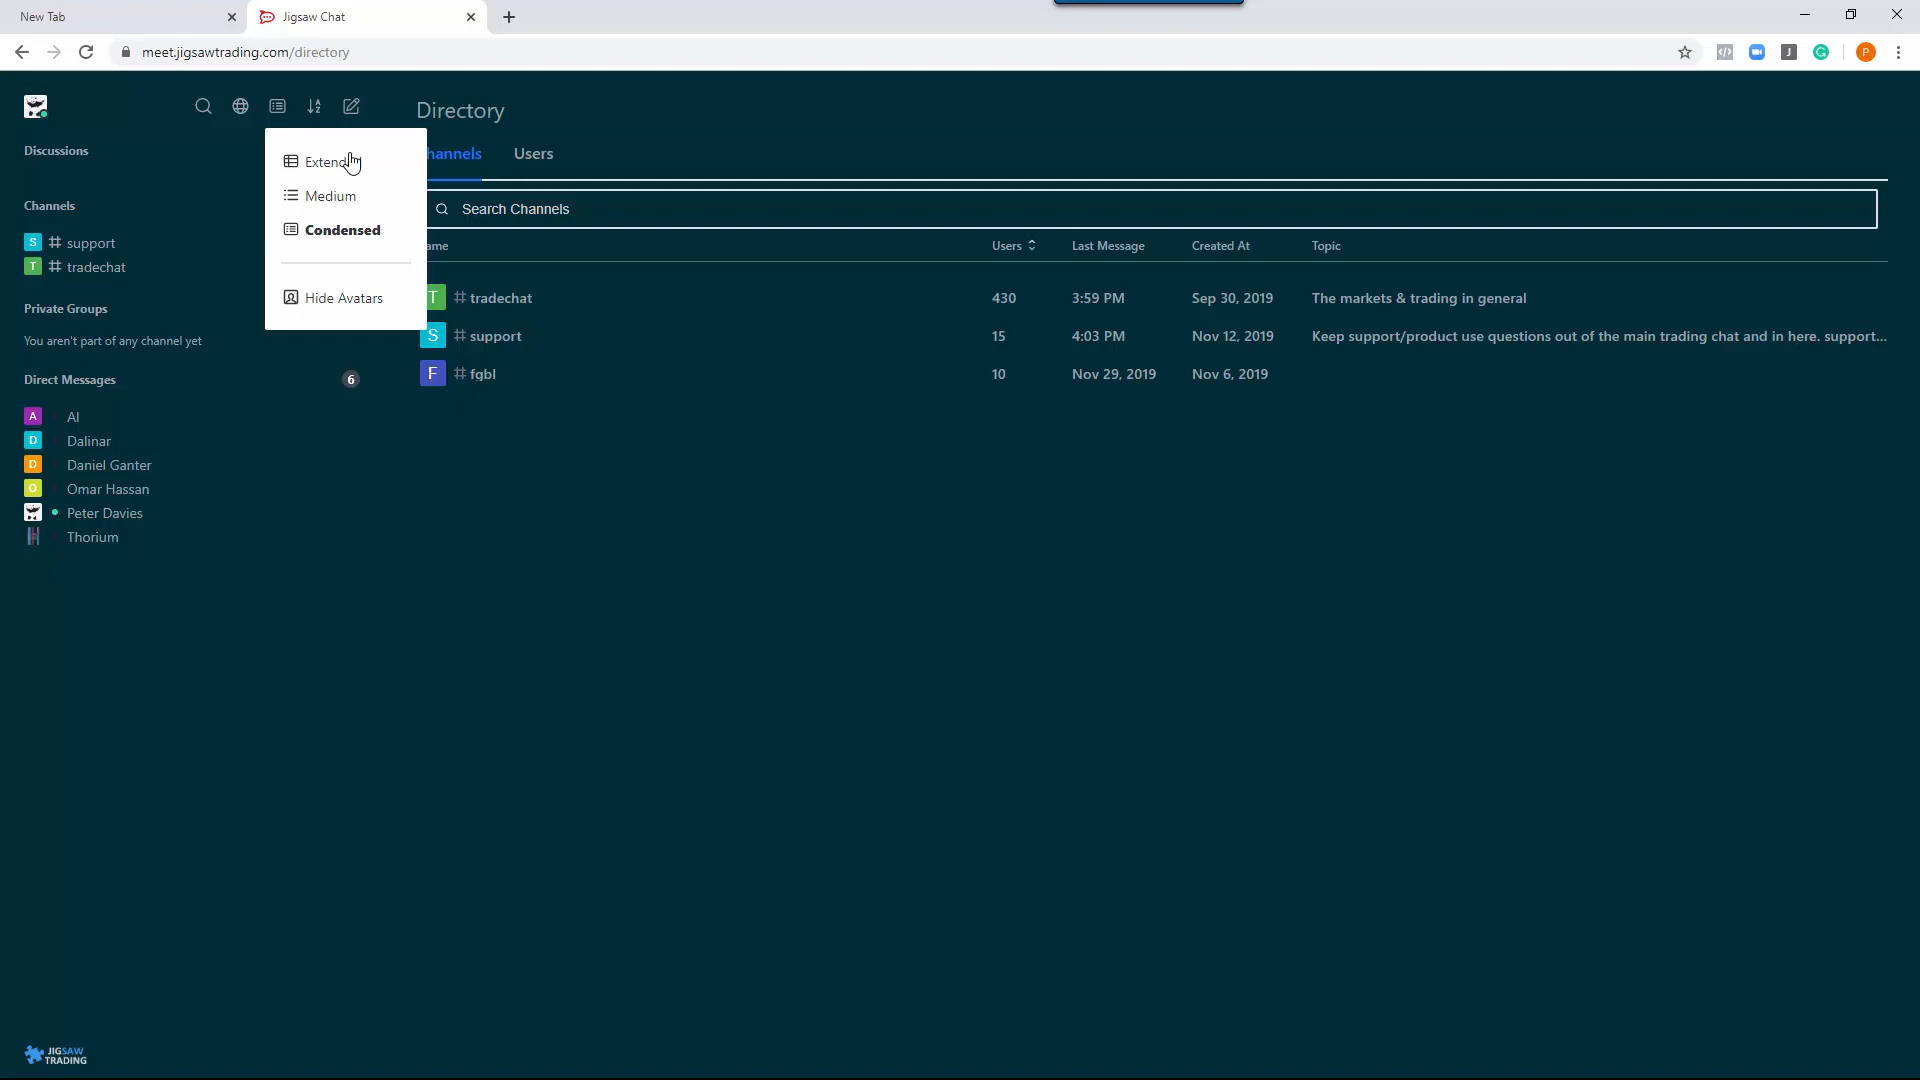 New Tab
Jigsaw Chat
meet.jigsawtrading.com/directory
J
P
Directory
Discussions
hannels
Users
Medium
Condensed
Hide Avatars
Channels
S # support
T # tradechat
Private Groups
You aren't part of any channel yet
Direct Messages
6
A Al
D Dalinar
D Daniel Ganter
O Omar Hassan
Peter Davies
Thorium
Search Channels
ame
Users
Last Message
Created At
Topic
T # tradechat 430 3:59 PM Sep 30, 2019 The markets & trading in general
S # support 15 4:03 PM Nov 12, 2019 Keep support/product use questions out of the main trading chat and in here. support...
F # fgbl 10 Nov 29, 2019 Nov 6, 2019
JIGSAW
TRADING